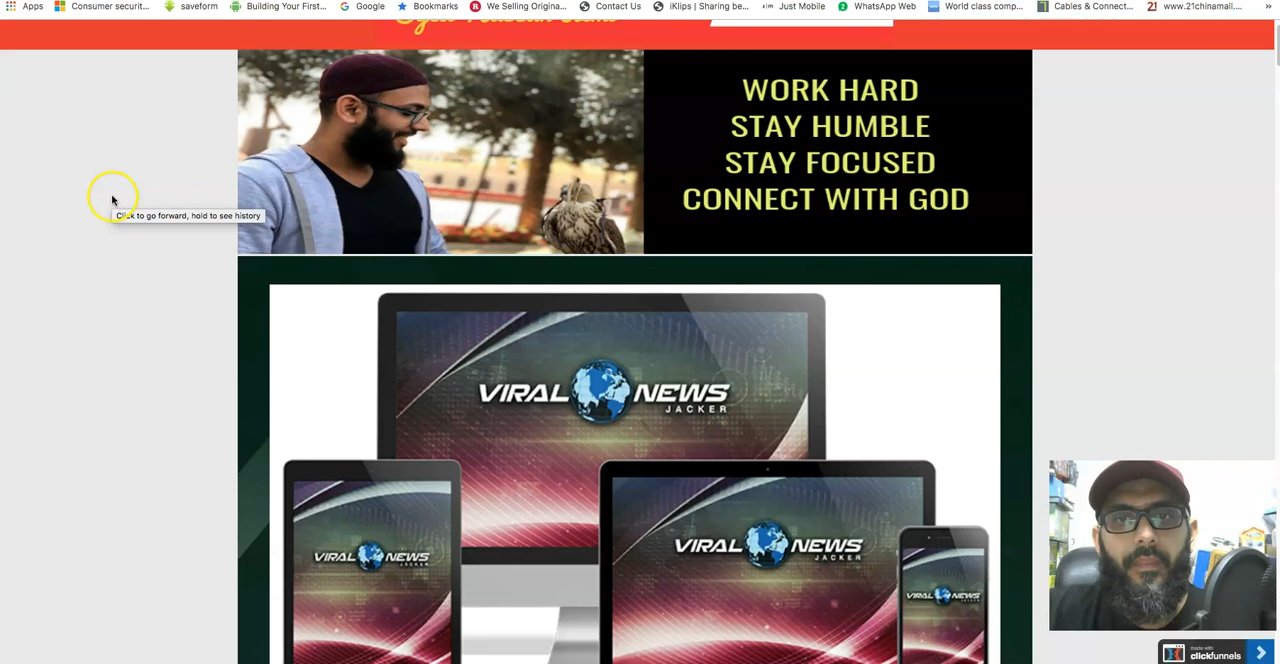 Apps Consumer securit... saveform Building Your First... Google Bookmarks We Selling Origina... Contact Us iKlips | Sharing be... Just Mobile WhatsApp Web World class comp... Cables & Connect... www.21chinamail.... »
WORK HARD
STAY HUMBLE
STAY FOCUSED
CONNECT WITH GOD
Click to go forward, hold to see history
VIRAL NEWS
JACKER
VIRAL NEWS
JACKER
VIRAL NEWS
JACKER
VIRAL NEWS
JACKER
made with
clickfunnels